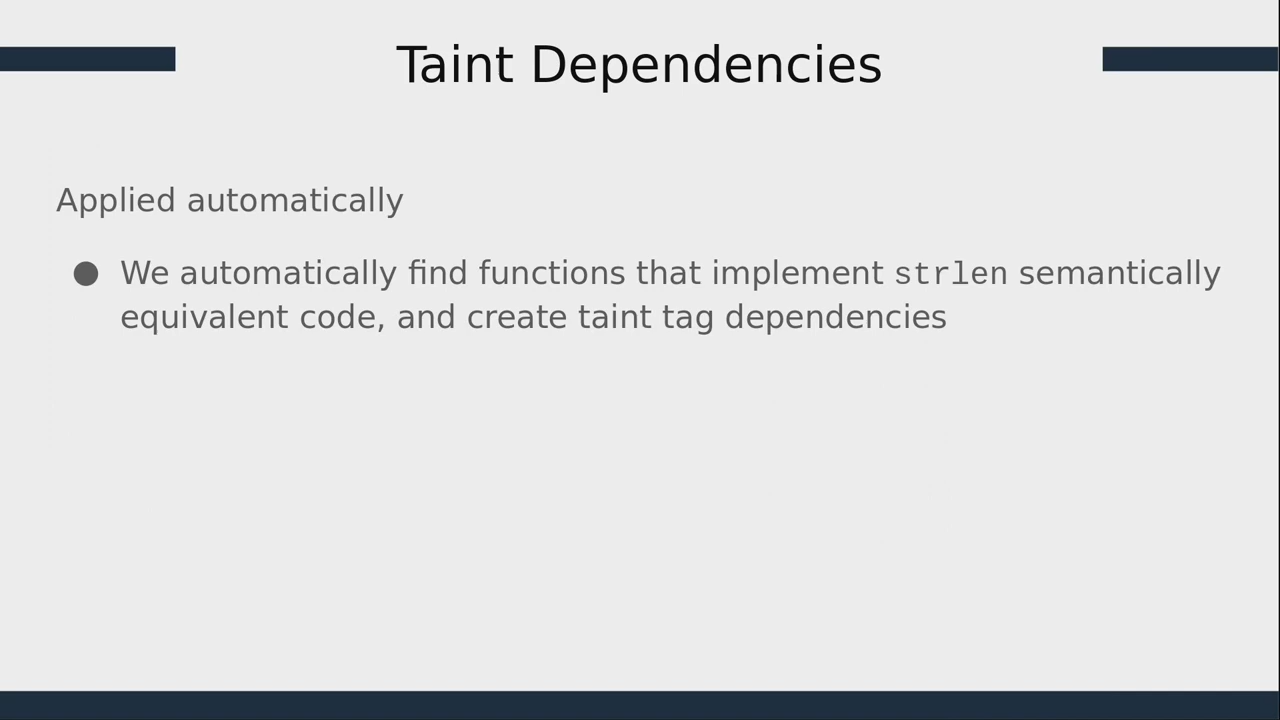 Taint Dependencies
Applied automatically
● We automatically find functions that implement strlen semantically
equivalent code, and create taint tag dependencies